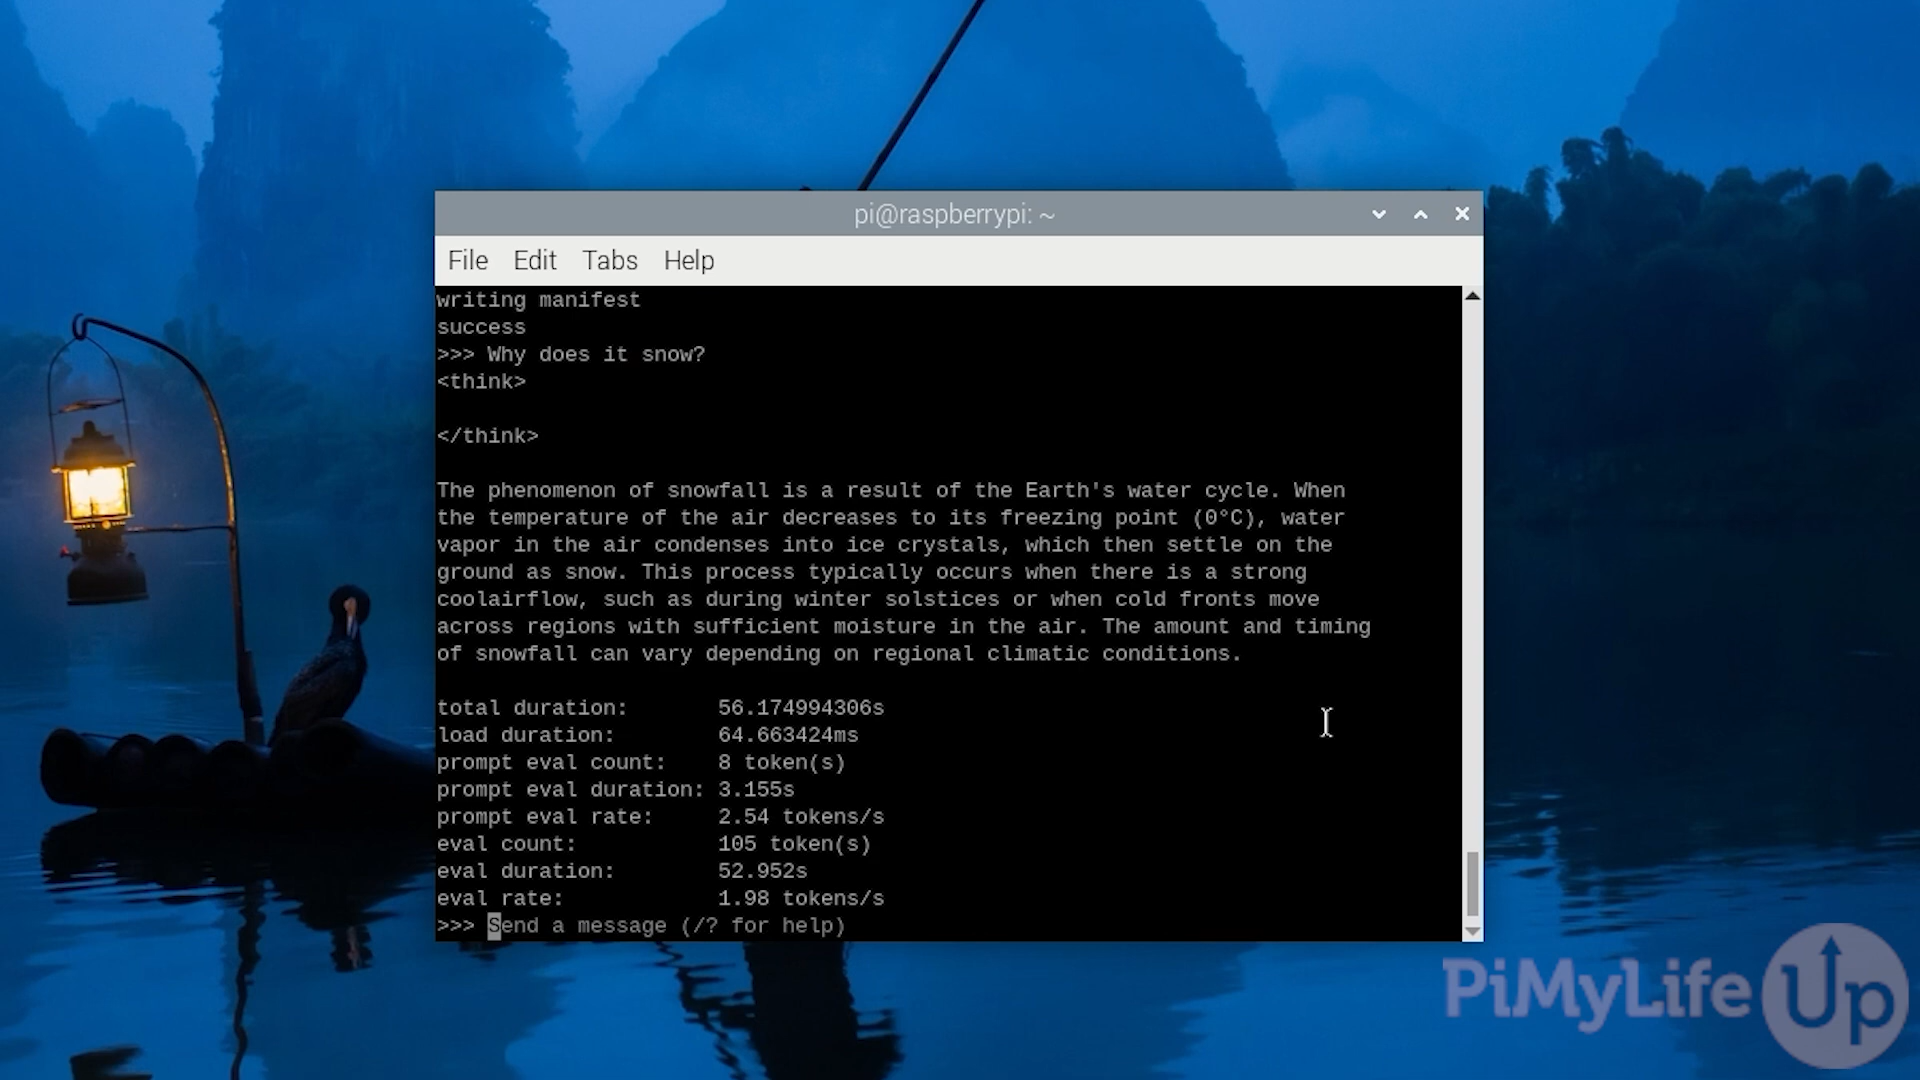 pi@raspberrypi: ~
File Edit Tabs Help
writing manifest
success
>>> Why does it snow?
<think>
</think>
The phenomenon of snowfall is a result of the Earth's water cycle. When
the temperature of the air decreases to its freezing point (0°C), water
vapor in the air condenses into ice crystals, which then settle on the
ground as snow. This process typically occurs when there is a strong
coolairflow, such as during winter solstices or when cold fronts move
across regions with sufficient moisture in the air. The amount and timing
of snowfall can vary depending on regional climatic conditions.
total duration: 56.174994306s
load duration: 64.663424ms
prompt eval count: 8 token(s)
prompt eval duration: 3.155s
prompt eval rate: 2.54 tokens/s
eval count: 105 token(s)
eval duration: 52.952s
eval rate: 1.98 tokens/s
>>> Send a message (/? for help)
PiMyLifeUp